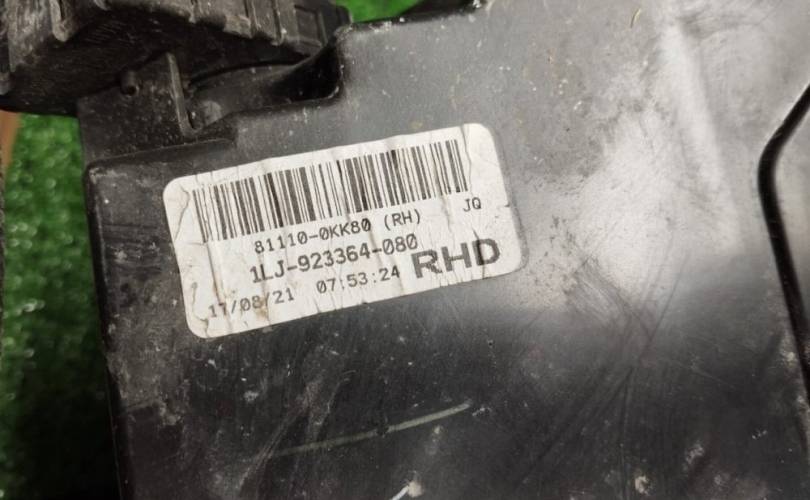 81110-0KK80 (RH) JQ
1LJ-923364-080 RHD
17/08/21 07:53:24